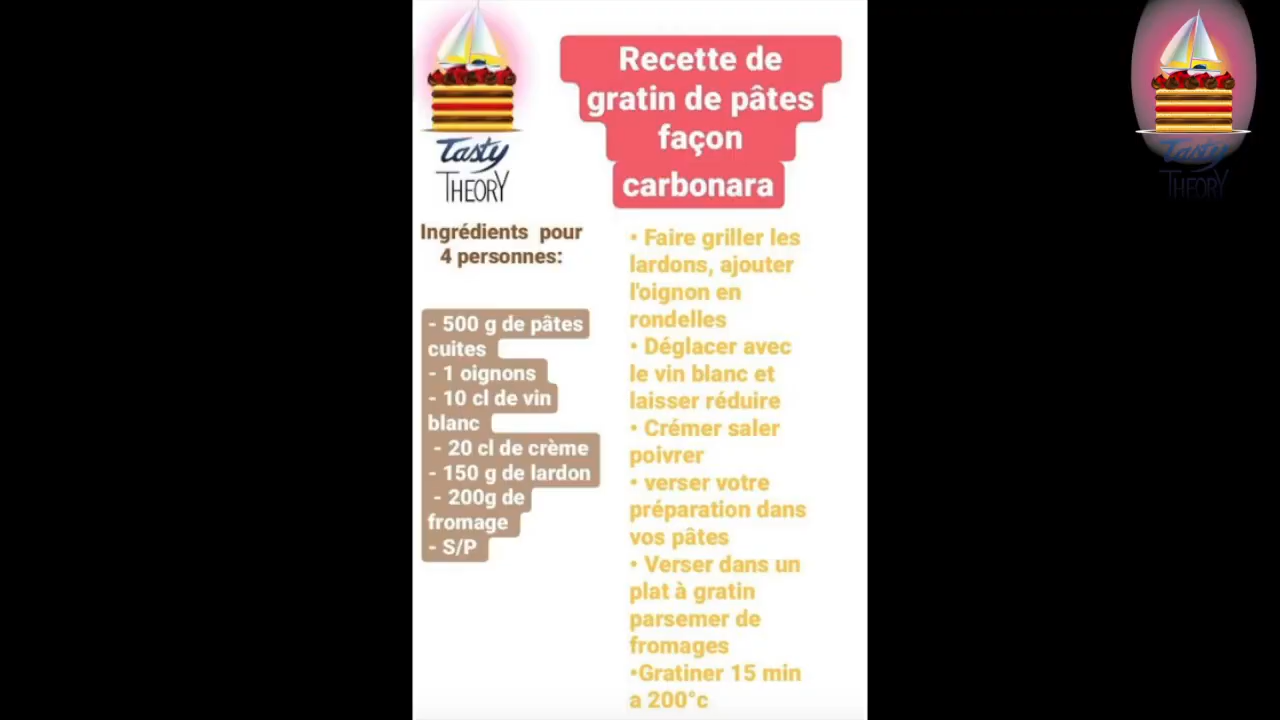 Tasty
THEORY
Recette de
gratin de pâtes
façon
carbonara
Ingrédients pour
4 personnes:
- 500 g de pâtes
cuites
- 1 oignons
- 10 cl de vin
blanc
- 20 cl de crème
- 150 g de lardon
- 200g de
fromage
- S/P
• Faire griller les
lardons, ajouter
l'oignon en
rondelles
• Déglacer avec
le vin blanc et
laisser réduire
• Crémer saler
poivrer
• verser votre
préparation dans
vos pâtes
• Verser dans un
plat à gratin
parsemer de
fromages
•Gratiner 15 min
a 200°c
Tasty
THEORY